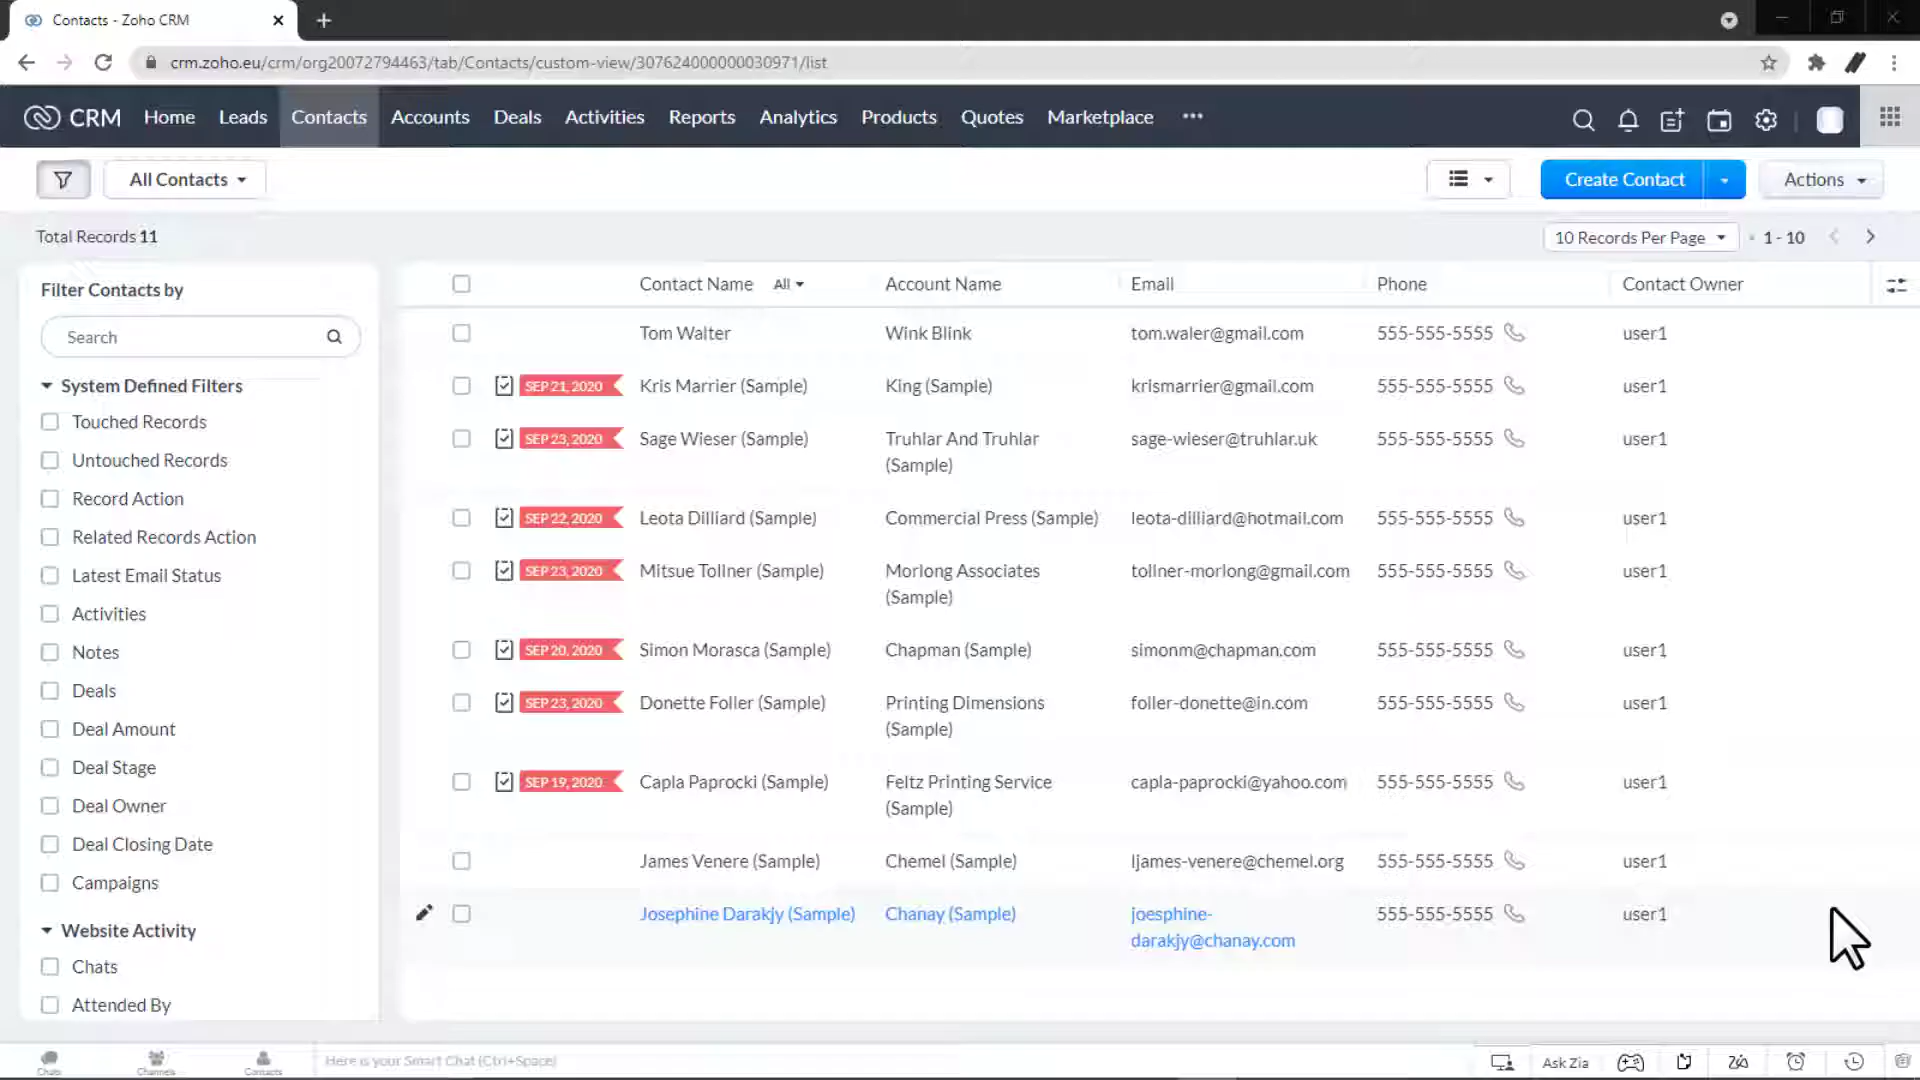 Contacts - Zoho CRM
crm.zoho.eu/crm/org20072794463/tab/Contacts/custom-view/307624000000030971/list
CRM Home Leads Contacts Accounts Deals Activities Reports Analytics Products Quotes Marketplace
All Contacts Create Contact Actions
Total Records 11 10 Records Per Page 1 - 10
Filter Contacts by
Search
System Defined Filters
Touched Records
Untouched Records
Record Action
Related Records Action
Latest Email Status
Activities
Notes
Deals
Deal Amount
Deal Stage
Deal Owner
Deal Closing Date
Campaigns
Website Activity
Chats
Attended By
Contact Name All Account Name Email Phone Contact Owner
Tom Walter Wink Blink tom.waler@gmail.com 555-555-5555 user1
SEP 21, 2020 Kris Marrier (Sample) King (Sample) krismarrier@gmail.com 555-555-5555 user1
SEP 23, 2020 Sage Wieser (Sample) Truhlar And Truhlar sage-wieser@truhlar.uk 555-555-5555 user1
(Sample)
SEP 22, 2020 Leota Dilliard (Sample) Commercial Press (Sample) leota-dilliard@hotmail.com 555-555-5555 user1
SEP 23, 2020 Mitsue Tollner (Sample) Morlong Associates tollner-morlong@gmail.com 555-555-5555 user1
(Sample)
SEP 20, 2020 Simon Morasca (Sample) Chapman (Sample) simonm@chapman.com 555-555-5555 user1
SEP 23, 2020 Donette Foller (Sample) Printing Dimensions foller-donette@in.com 555-555-5555 user1
(Sample)
SEP 19, 2020 Capla Paprocki (Sample) Feltz Printing Service capla-paprocki@yahoo.com 555-555-5555 user1
(Sample)
James Venere (Sample) Chemel (Sample) ljames-venere@chemel.org 555-555-5555 user1
Josephine Darakjy (Sample) Chanay (Sample) joesphine- 555-555-5555 user1
darakjy@chanay.com
Chats Channels Contacts Here is your Smart Chat (Ctrl+Space) Ask Zia